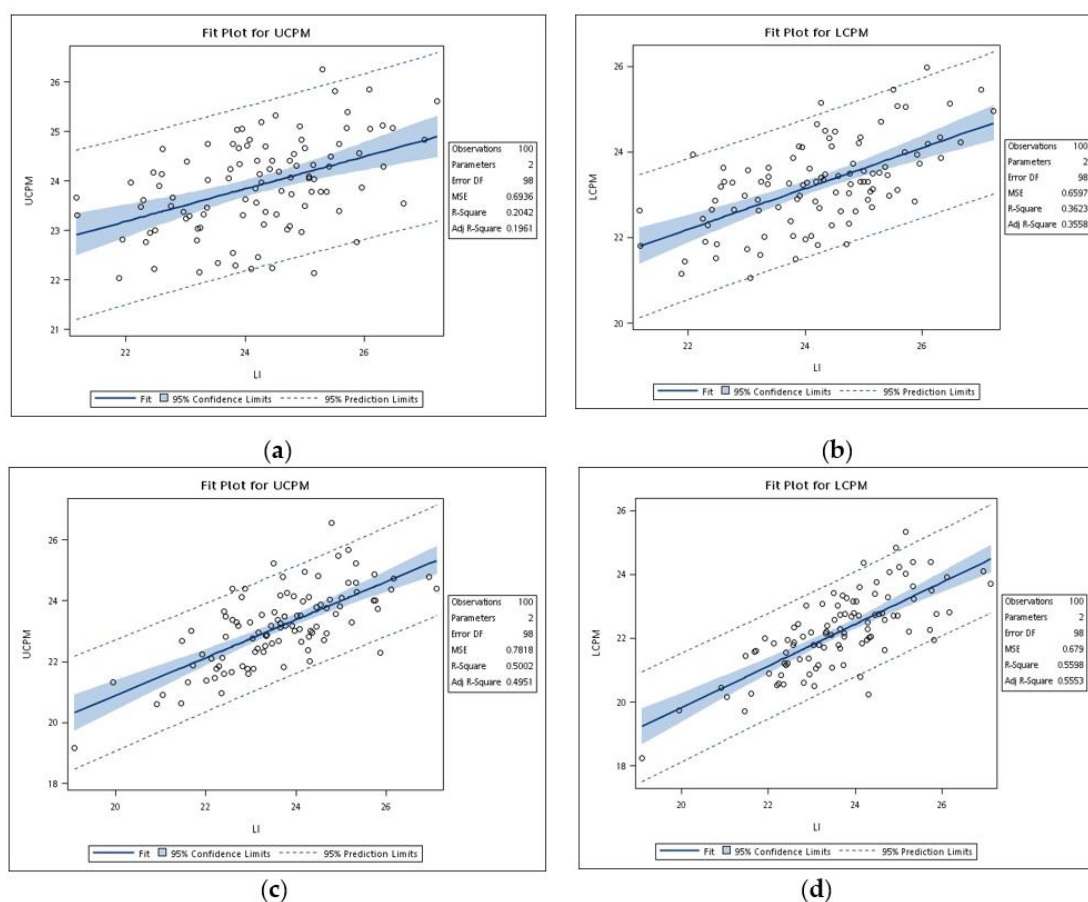 Fit Plot for UCPM
UCPM
26
25
24
23
22
21
22
24
26
LI
Observations 100
Parameters 2
Error DF 98
MSE 0.6936
R-Square 0.2042
Adj R-Square 0.1961
Fit 95% Confidence Limits 95% Prediction Limits
(a)
Fit Plot for LCPM
LCPM
26
24
22
20
22
24
26
LI
Observations 100
Parameters 2
Error DF 98
MSE 0.6597
R-Square 0.3623
Adj R-Square 0.3558
Fit 95% Confidence Limits 95% Prediction Limits
(b)
Fit Plot for UCPM
UCPM
26
24
22
20
18
20
22
24
26
LI
Observations 100
Parameters 2
Error DF 98
MSE 0.7818
R-Square 0.5002
Adj R-Square 0.4951
Fit 95% Confidence Limits 95% Prediction Limits
(c)
Fit Plot for LCPM
LCPM
26
24
22
20
18
20
22
24
26
LI
Observations 100
Parameters 2
Error DF 98
MSE 0.679
R-Square 0.5598
Adj R-Square 0.5553
Fit 95% Confidence Limits 95% Prediction Limits
(d)